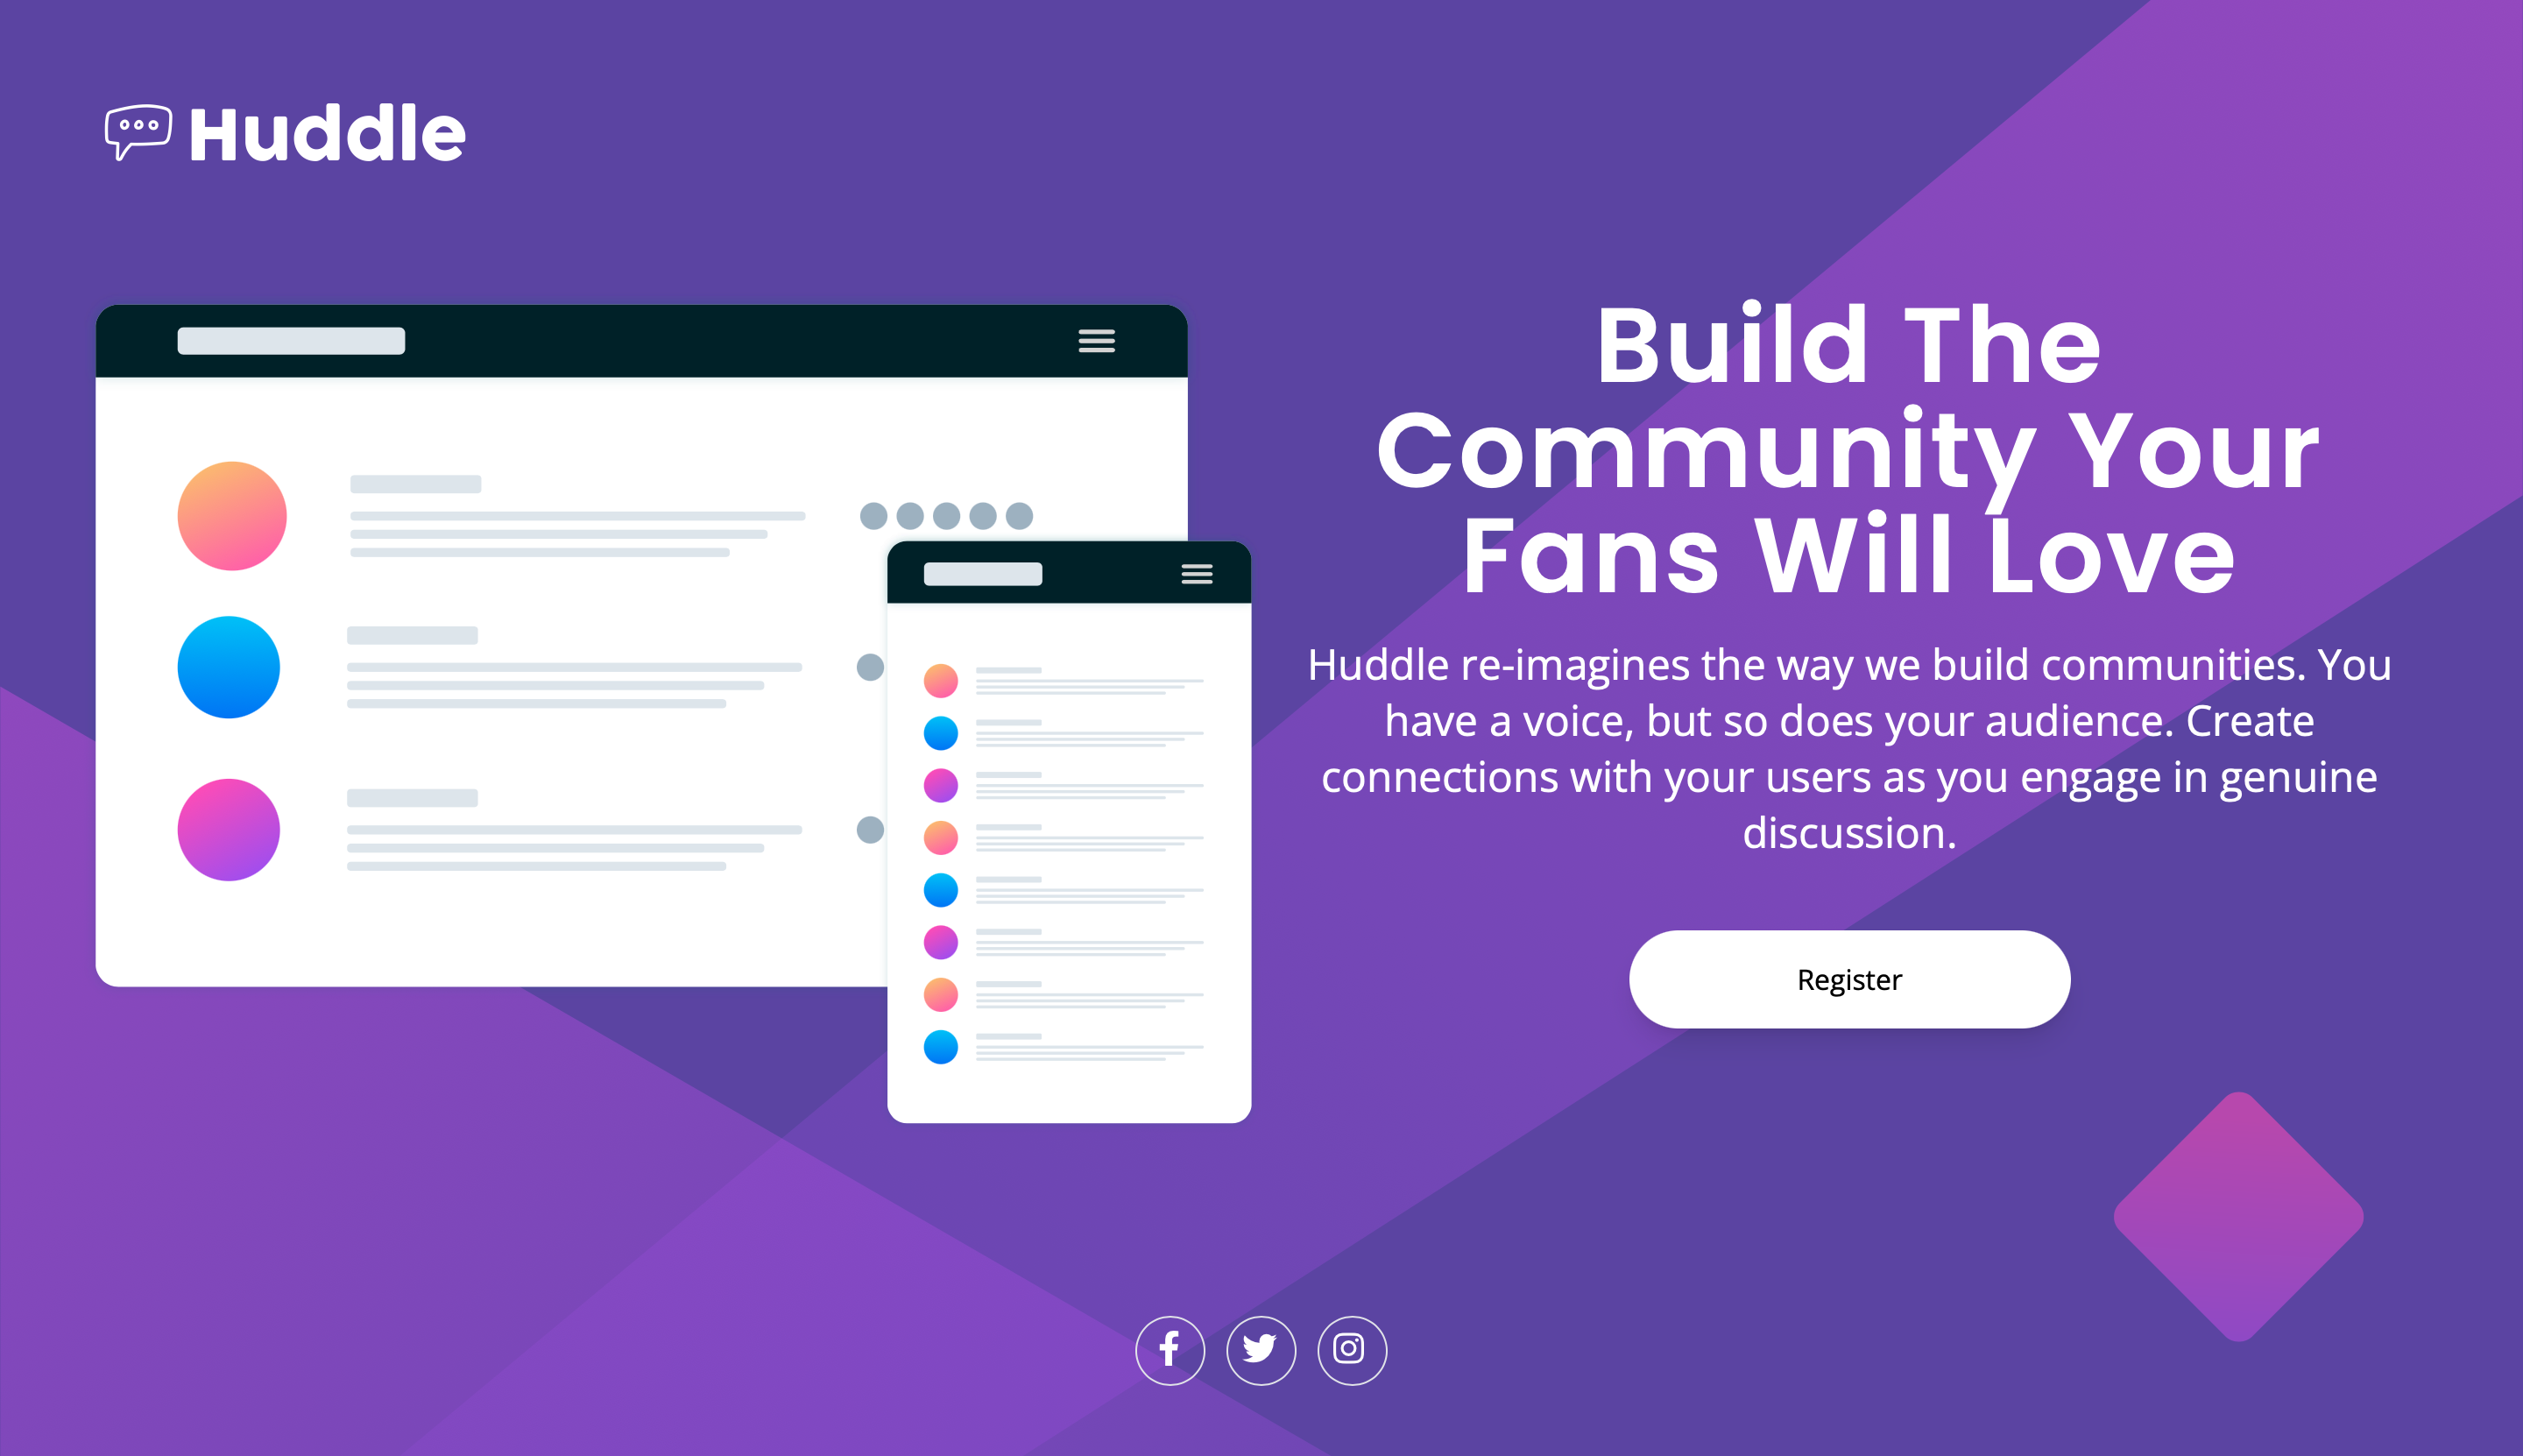 Huddle
Build The
Community Your
Fans Will Love
Huddle re-imagines the way we build communities. You
have a voice, but so does your audience. Create
connections with your users as you engage in genuine
discussion.
Register